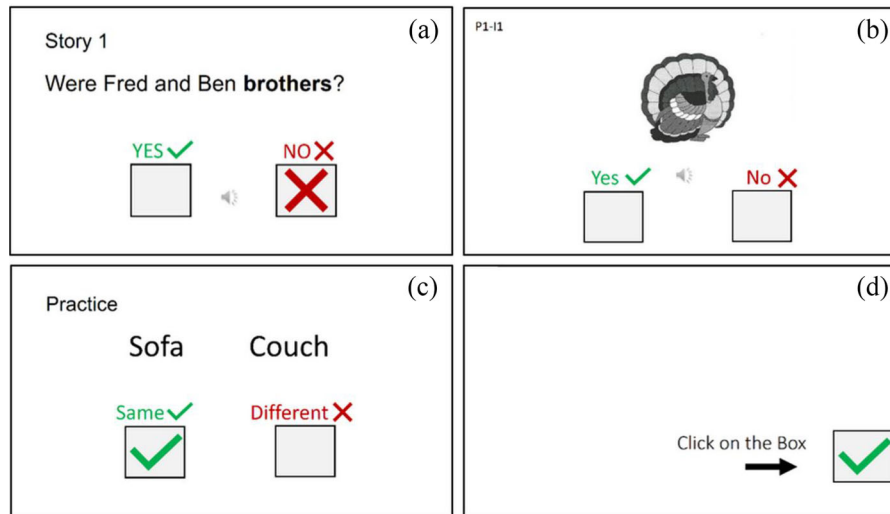 Story 1
(a)
Were Fred and Ben brothers?
YES NO
P1-I1
(b)
Yes No
Practice
(c)
Sofa Couch
Same Different
(d)
Click on the Box